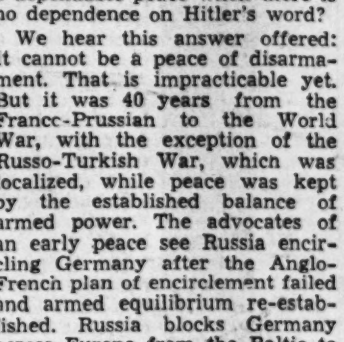 no dependence on Hitler's word?
We hear this answer offered:
It cannot be a peace of disarma-
ment. That is impracticable yet.
But it was 40 years from the
Francc-Prussian to the World
War, with the exception of the
Russo-Turkish War, which was
localized, while peace was kept
by the established balance of
armed power. The advocates of
an early peace see Russia encir-
cling Germany after the Anglo-
French plan of encirclement failed
and armed equilibrium re-estab-
lished. Russia blocks Germany